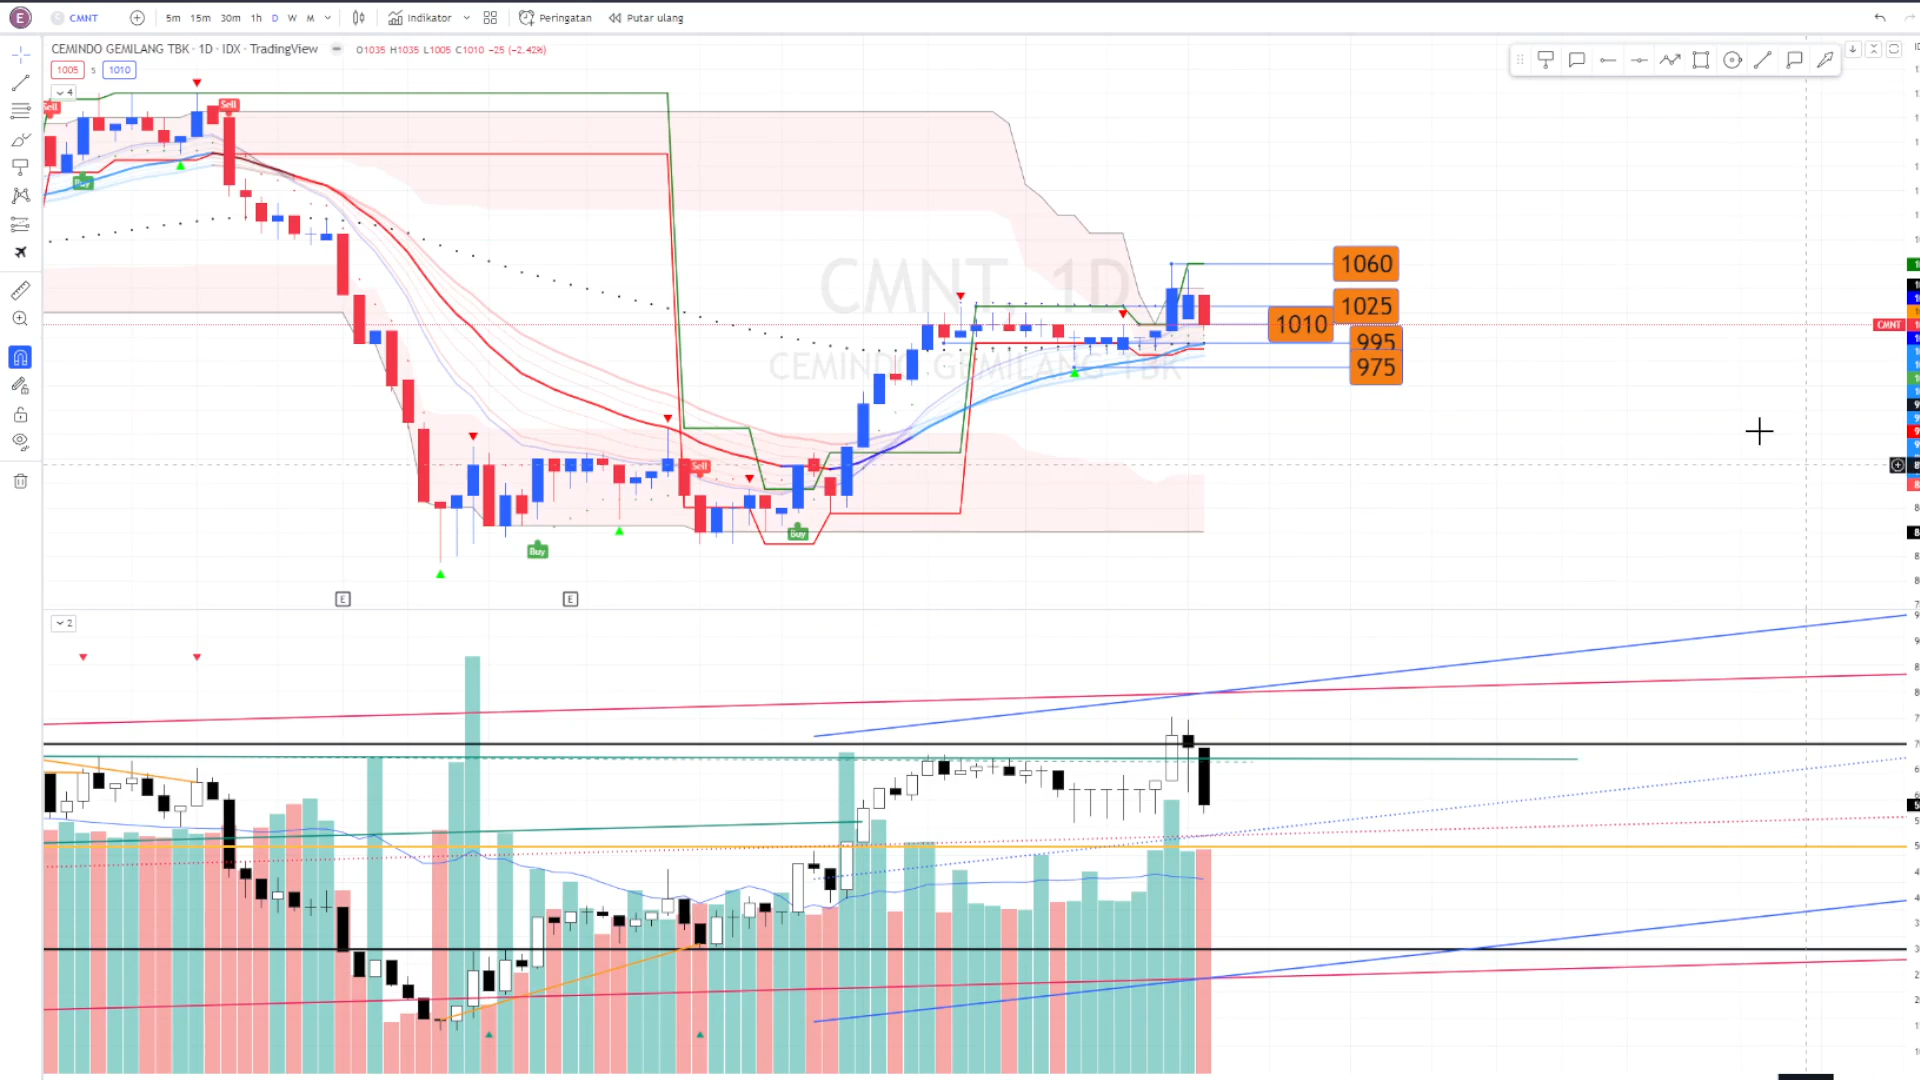 E
CMNT
5m 15m 30m 1h D W M
Indikator
Peringatan
Putar ulang
CEMINDO GEMILANG TBK · 1D · IDX · TradingView
O1035 H1035 L1005 C1010 −25 (−2.42%)
1005 5 1010
4
Sell
Sell
Buy
CMNT, 1D
CEMINDO GEMILANG TBK
1060
1025
1010
995
975
CMNT
Sell
Buy
Buy
E
E
2